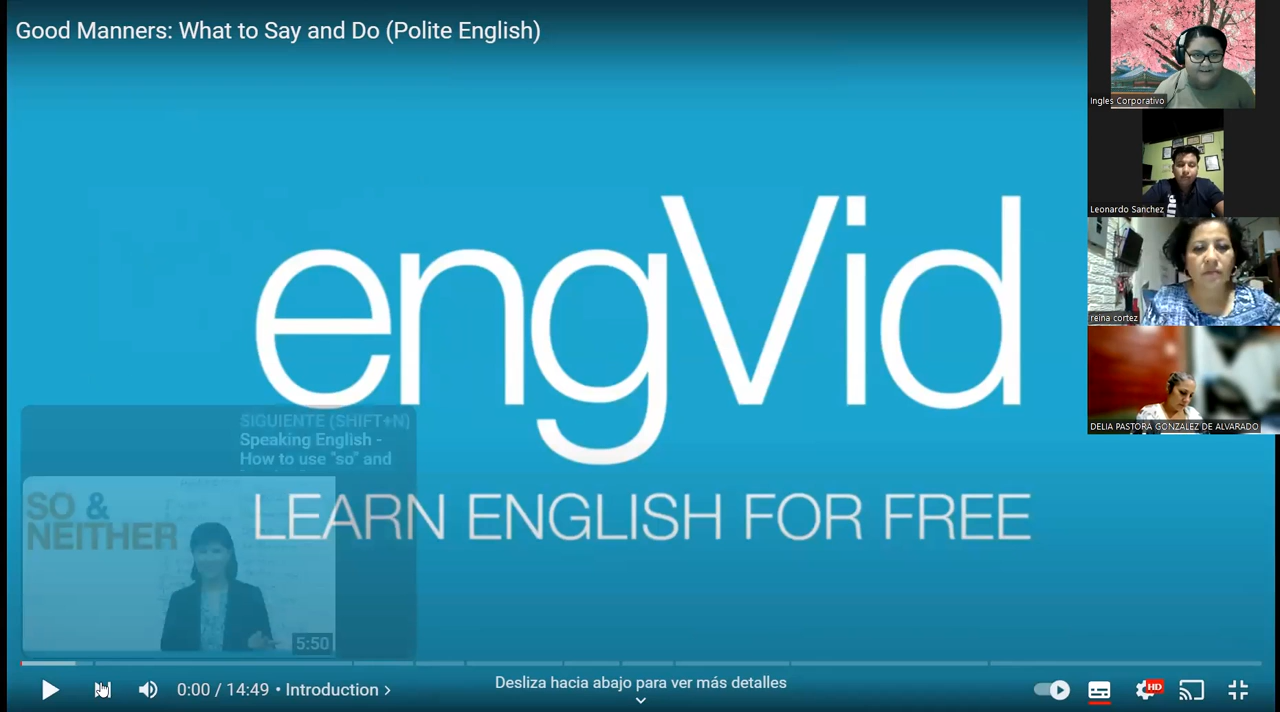 Good Manners: What to Say and Do (Polite English)
Ingles Corporativo
Leonardo Sanchez
reina cortez
DELIA PASTORA GONZALEZ DE ALVARADO
engVid
LEARN ENGLISH FOR FREE
SIGUIENTE (SHIFT+N)
Speaking English -
How to use "so" and
SO &
NEITHER
5:50
0:00 / 14:49 • Introduction
Desliza hacia abajo para ver más detalles
HD